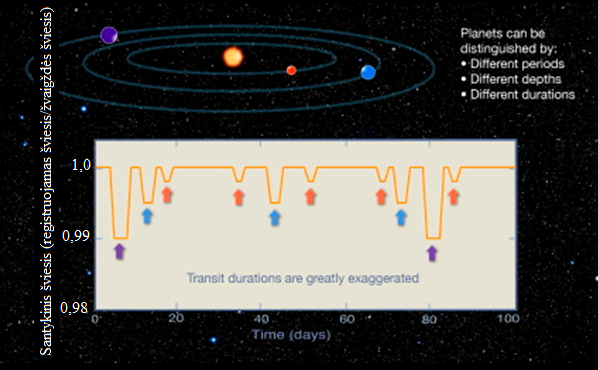 Santykinis šviesis (registruojamas šviesis/žvaigždės šviesis)
Planets can be
distinguished by:
• Different periods
• Different depths
• Different durations
1,0
0,99
0,98
Transit durations are greatly exaggerated
0 20 40 60 80 100
Time (days)